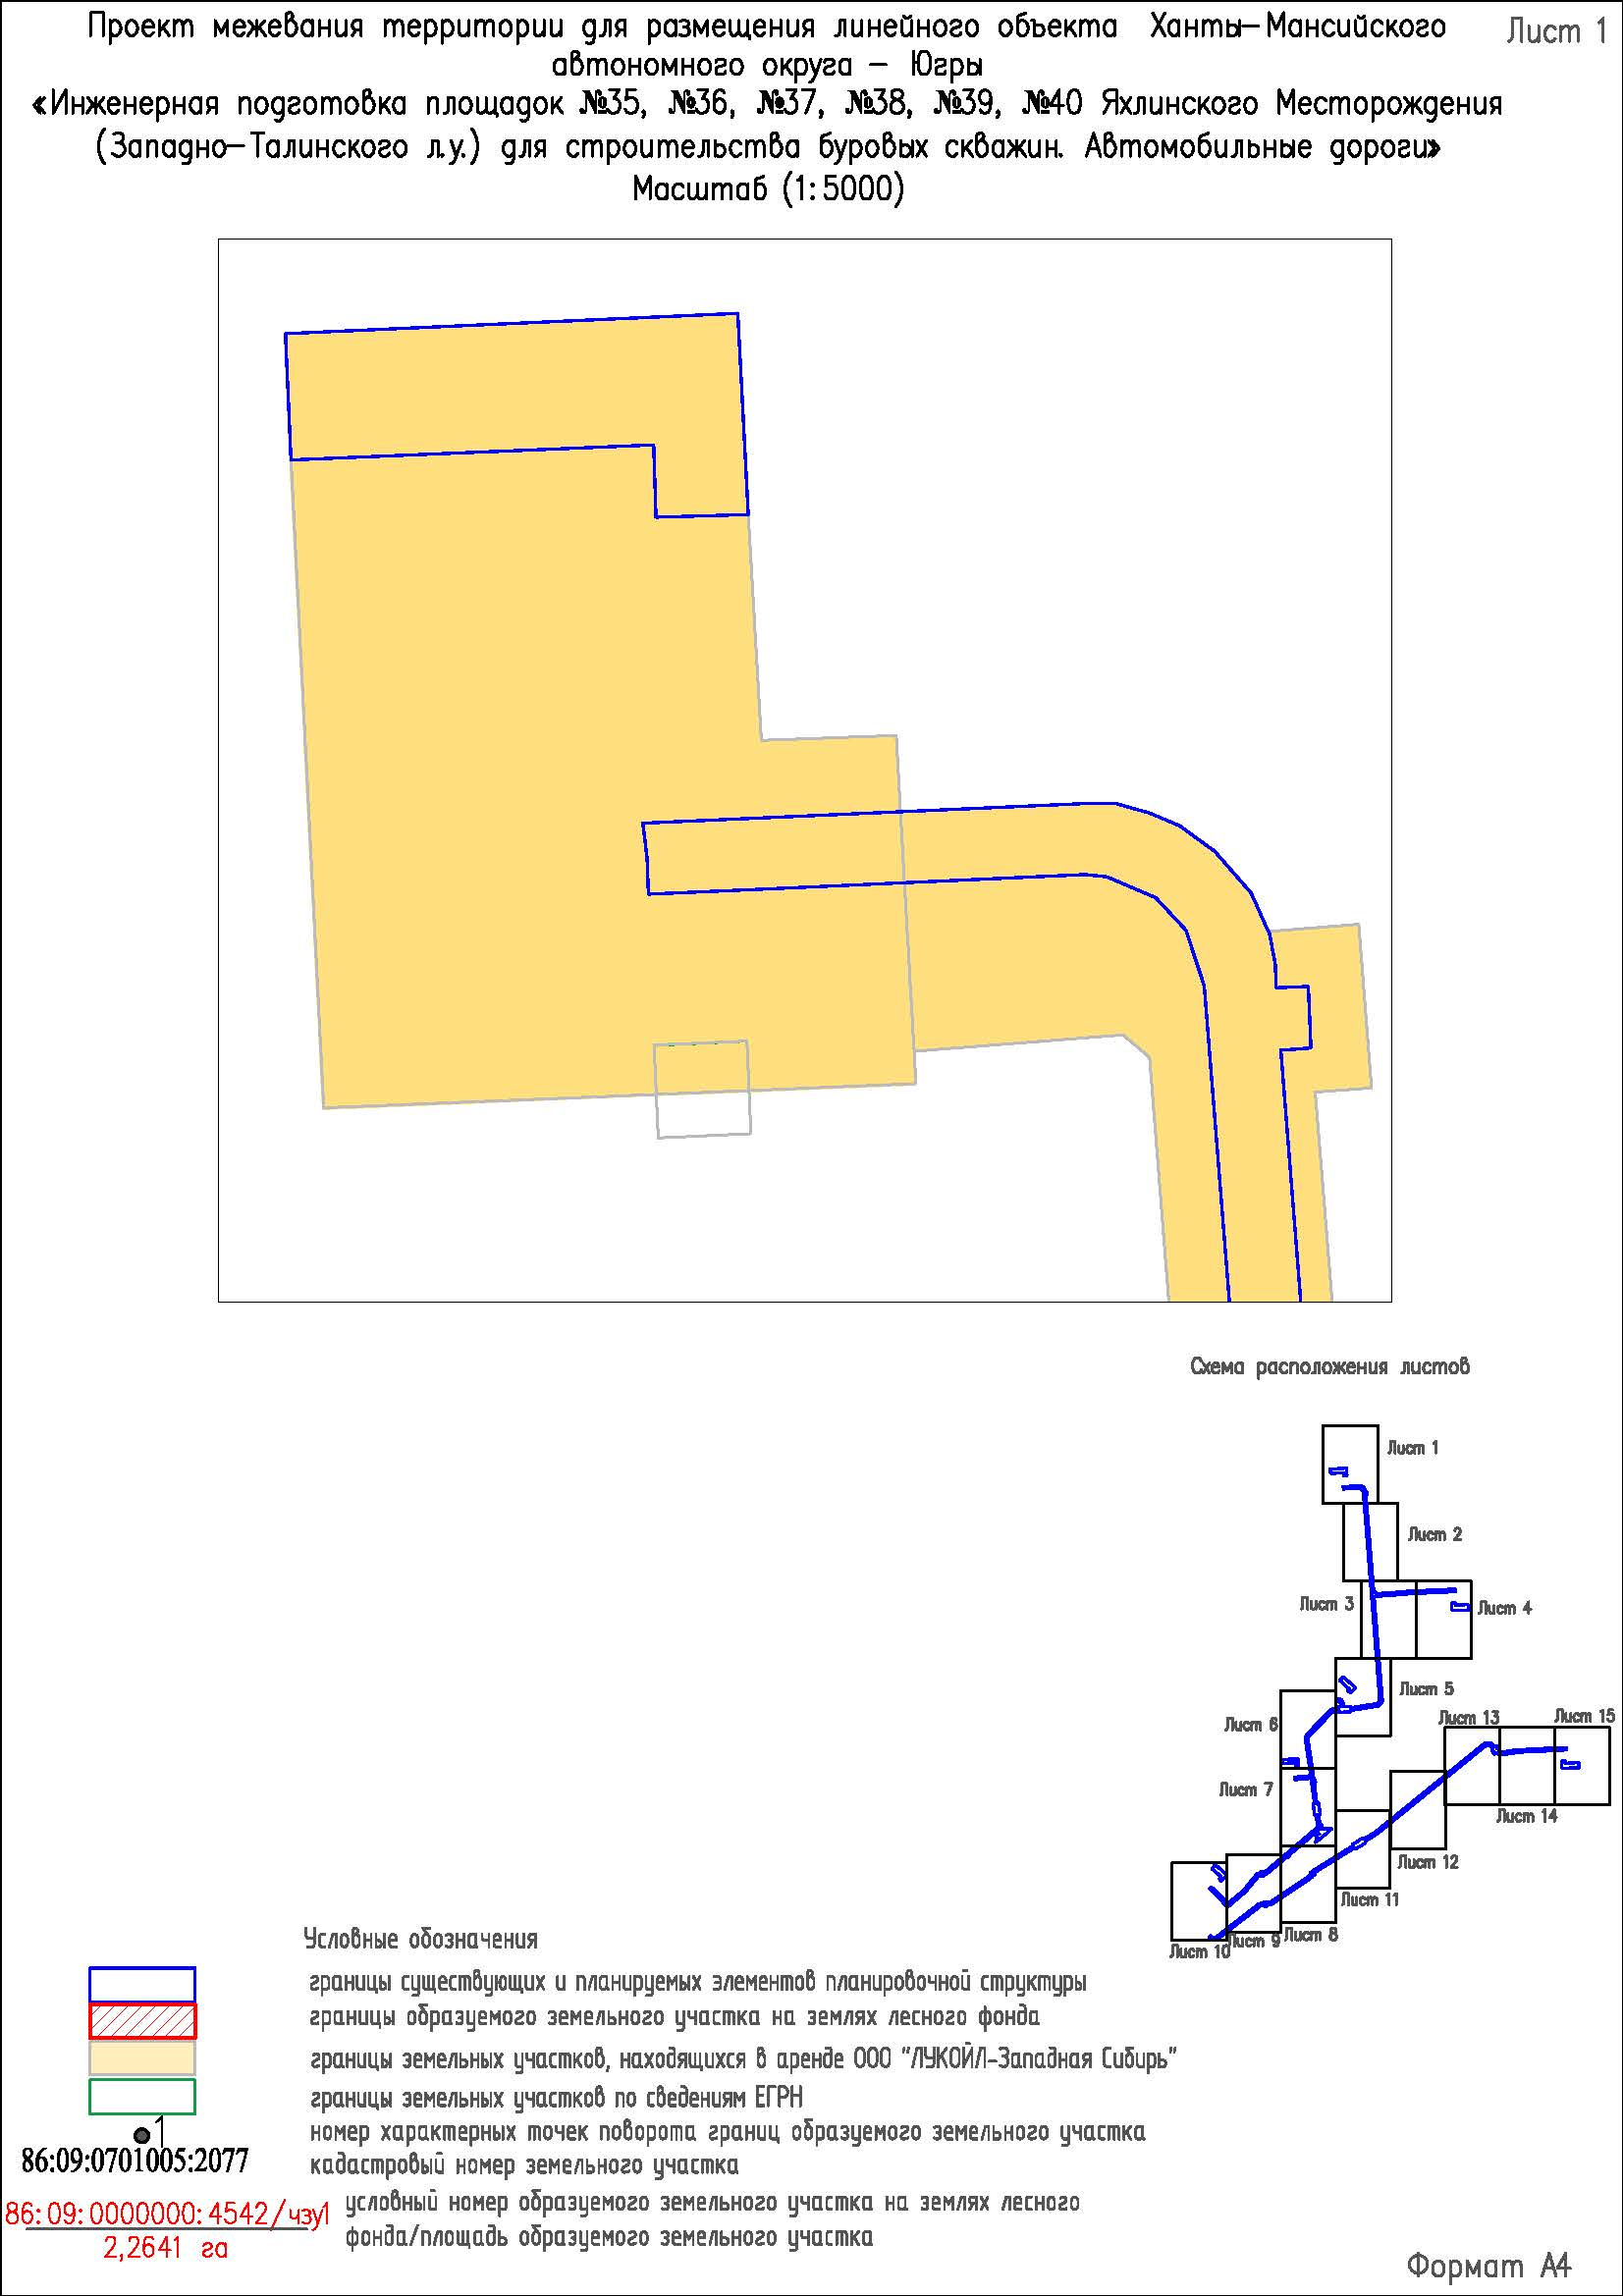 Проект межевания территории для размещения линейного объекта Ханты-Мансийского
Лист 1
автономного округа - Югры
«Инженерная подготовка площадок №35, №36, №37, №38, №39, №40 Яхлинского Месторождения
(Западно-Талинского л.у.) для строительства буровых скважин. Автомобильные дороги»
Масштаб (1:5000)
Схема расположения листов
Лист 1
Лист 2
Лист 3
Лист 4
Лист 5
Лист 6
Лист 13
Лист 15
Лист 7
Лист 14
Лист 12
Лист 11
Лист 8
Лист 9
Лист 10
Условные обозначения
границы существующих и планируемых элементов планировочной структуры
границы образуемого земельного участка на землях лесного фонда
границы земельных участков, находящихся в аренде ООО "ЛУКОЙЛ-Западная Сибирь"
границы земельных участков по сведениям ЕГРН
1
номер характерных точек поворота границ образуемого земельного участка
86:09:0701005:2077
кадастровый номер земельного участка
86:09:0000000:4542/чзу1
условный номер образуемого земельного участка на землях лесного
2,2641 га
фонда/площадь образуемого земельного участка
Формат А4